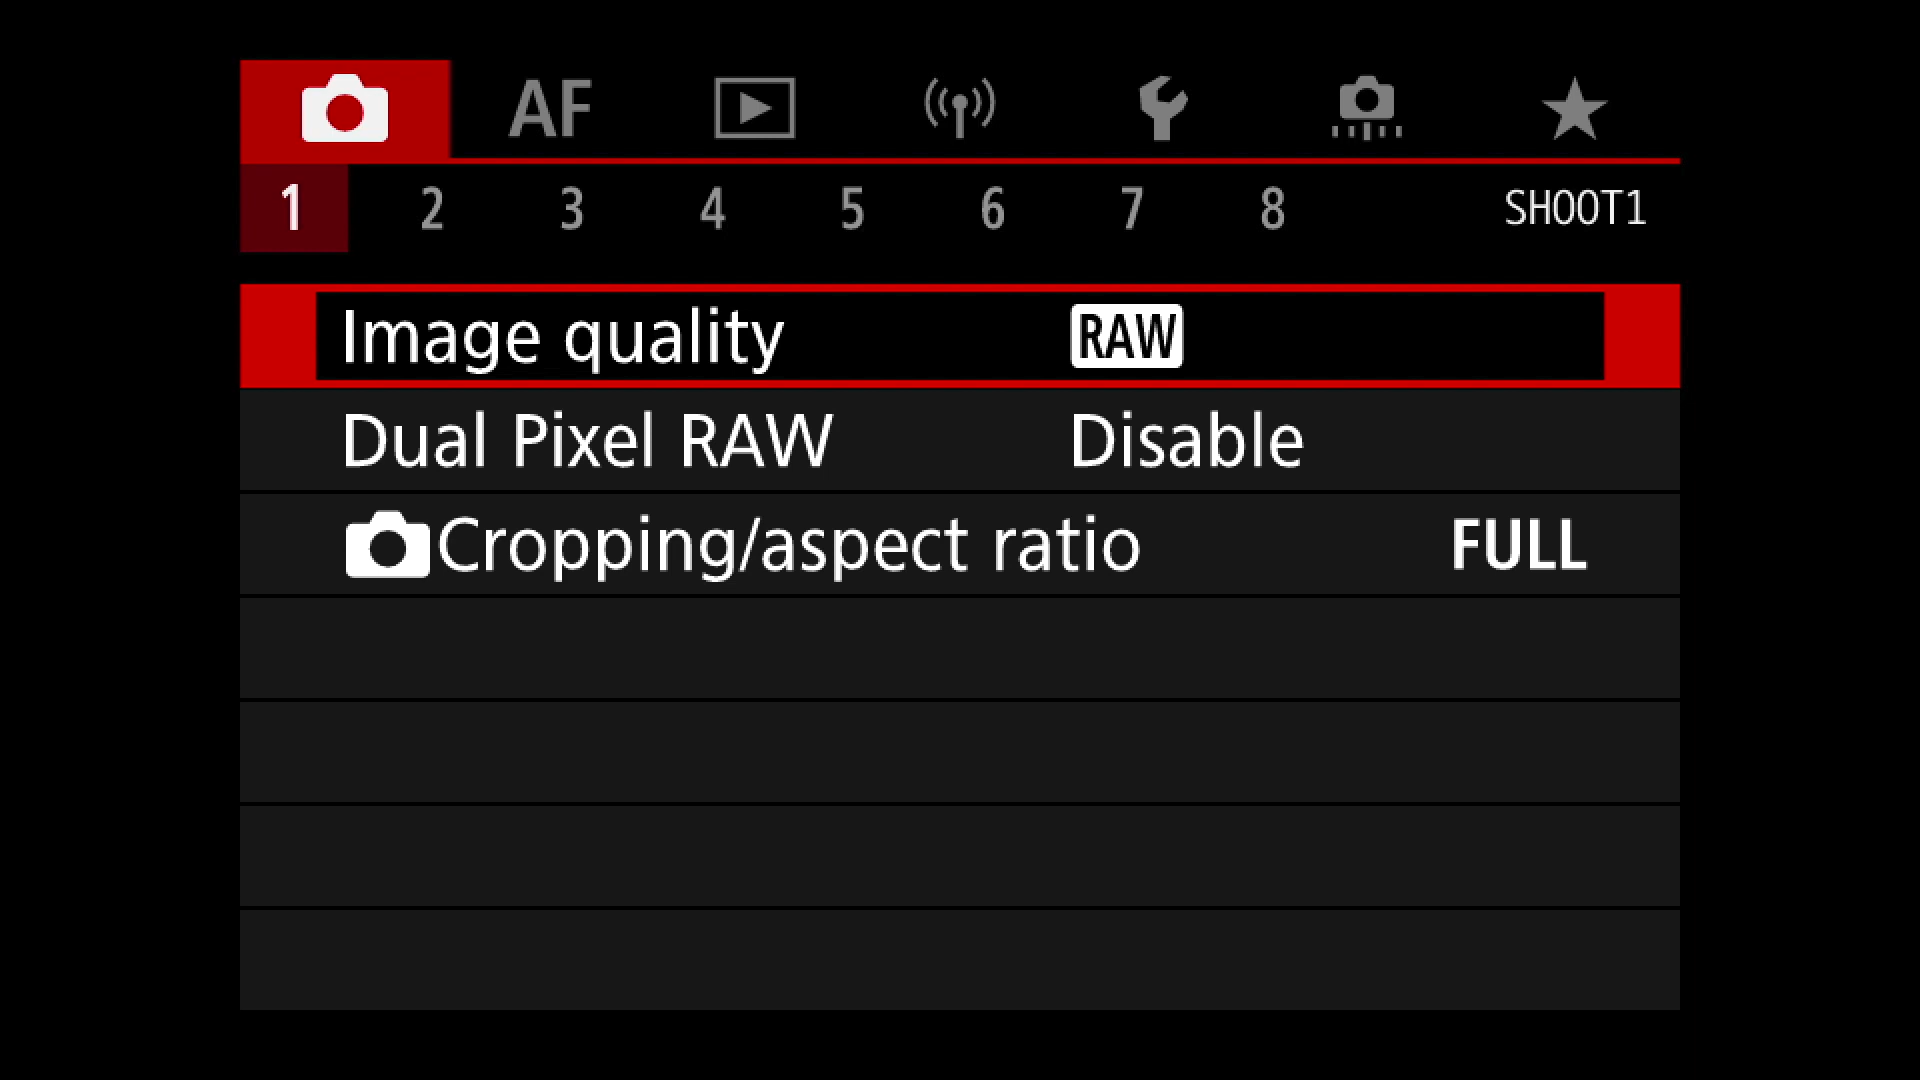 AF
1 2 3 4 5 6 7 8 SHOOT1
Image quality RAW
Dual Pixel RAW Disable
Cropping/aspect ratio FULL